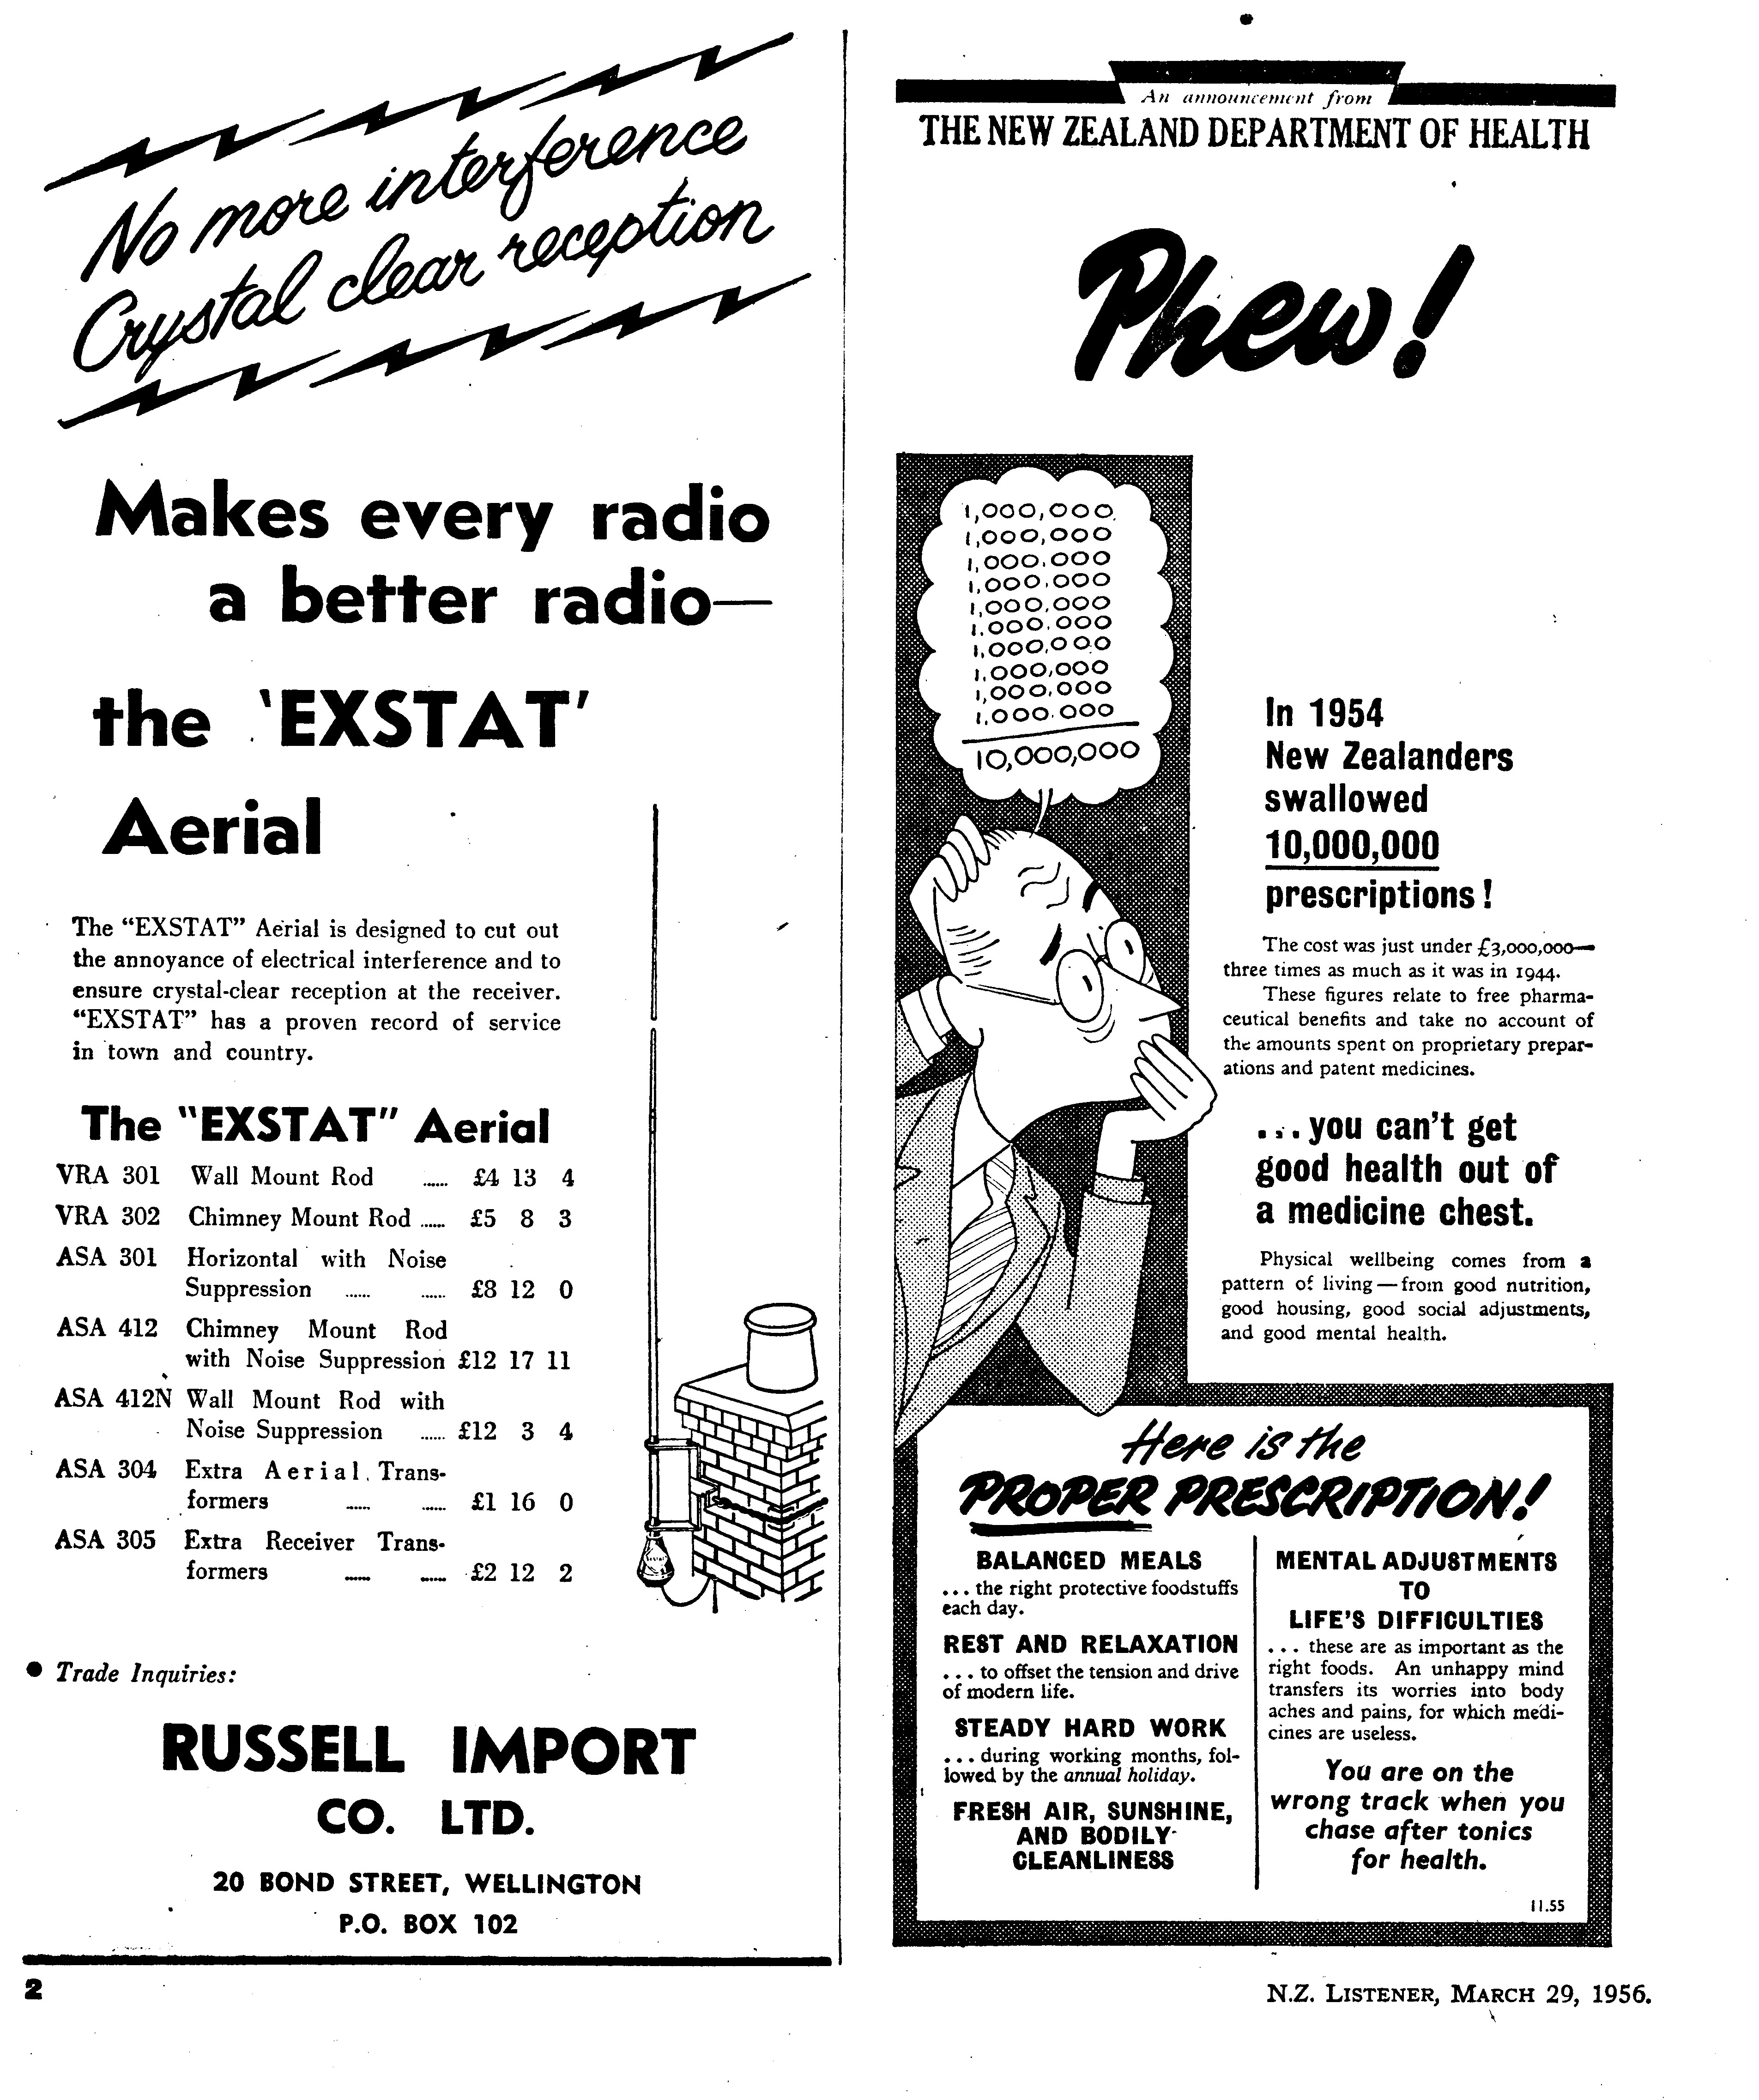 No more interference
Crystal clear reception
Makes every radio
a better radio—
the 'EXSTAT'
Aerial
The "EXSTAT" Aerial is designed to cut out
the annoyance of electrical interference and to
ensure crystal-clear reception at the receiver.
"EXSTAT" has a proven record of service
in town and country.
The "EXSTAT" Aerial
VRA 301 Wall Mount Rod ...... £4 13 4
VRA 302 Chimney Mount Rod ...... £5 8 3
ASA 301 Horizontal with Noise
Suppression ...... ...... £8 12 0
ASA 412 Chimney Mount Rod
with Noise Suppression £12 17 11
ASA 412N Wall Mount Rod with
Noise Suppression ...... £12 3 4
ASA 304 Extra Aerial Trans-
formers ...... ...... £1 16 0
ASA 305 Extra Receiver Trans-
formers ...... ...... £2 12 2
● Trade Inquiries:
RUSSELL IMPORT
CO. LTD.
20 BOND STREET, WELLINGTON
P.O. BOX 102
2
An announcement from
THE NEW ZEALAND DEPARTMENT OF HEALTH
Phew!
1,000,000
1,000,000
1,000,000
1,000,000
1,000,000
1,000,000
1,000,000
1,000,000
1,000,000
1,000,000
10,000,000
In 1954
New Zealanders
swallowed
10,000,000
prescriptions!
The cost was just under £3,000,000—
three times as much as it was in 1944.
These figures relate to free pharma-
ceutical benefits and take no account of
the amounts spent on proprietary prepar-
ations and patent medicines.
...you can't get
good health out of
a medicine chest.
Physical wellbeing comes from a
pattern of living—from good nutrition,
good housing, good social adjustments,
and good mental health.
Here is the
PROPER PRESCRIPTION!
BALANCED MEALS
... the right protective foodstuffs
each day.
REST AND RELAXATION
... to offset the tension and drive
of modern life.
STEADY HARD WORK
... during working months, fol-
lowed by the annual holiday.
FRESH AIR, SUNSHINE,
AND BODILY
CLEANLINESS
MENTAL ADJUSTMENTS
TO
LIFE'S DIFFICULTIES
... these are as important as the
right foods. An unhappy mind
transfers its worries into body
aches and pains, for which medi-
cines are useless.
You are on the
wrong track when you
chase after tonics
for health.
11.55
N.Z. LISTENER, MARCH 29, 1956.